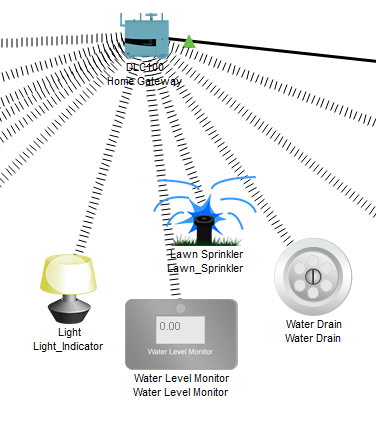 DLC100
Home Gateway
Lawn Sprinkler
Lawn_Sprinkler
Light
Light_Indicator
0.00
Water Level Monitor
Water Level Monitor
Water Level Monitor
Water Drain
Water Drain